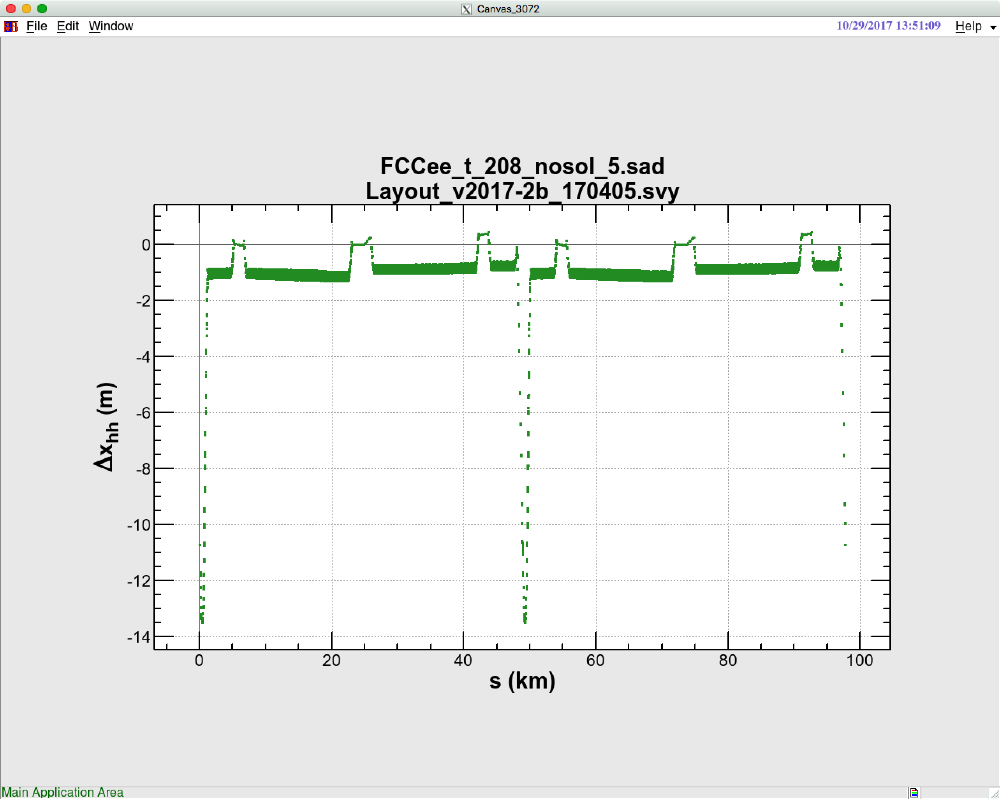 Canvas_3072
File Edit Window 10/29/2017 13:51:09 Help
FCCee_t_208_nosol_5.sad
Layout_v2017-2b_170405.svy
0
-2
-4
-6
-8
-10
-12
-14
Δxhh (m)
0 20 40 60 80 100
s (km)
Main Application Area